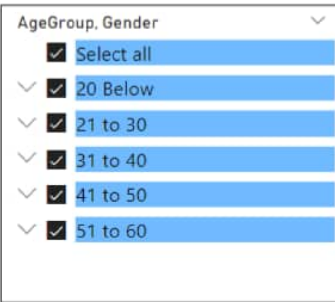 AgeGroup, Gender
Select all
20 Below
21 to 30
31 to 40
41 to 50
51 to 60